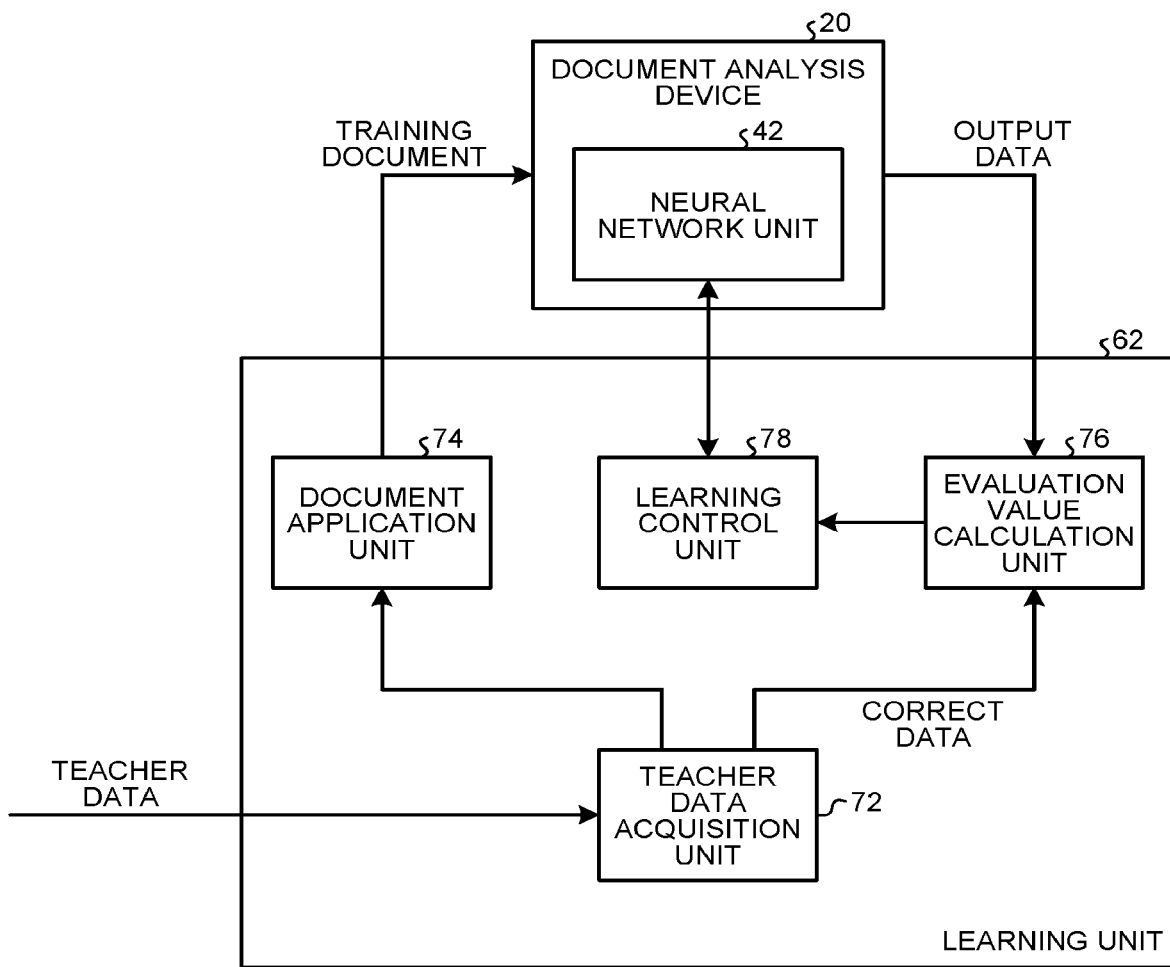 20
DOCUMENT ANALYSIS
DEVICE
TRAINING
DOCUMENT
42
OUTPUT
DATA
NEURAL
NETWORK UNIT
62
74
78
76
DOCUMENT
APPLICATION
UNIT
LEARNING
CONTROL
UNIT
EVALUATION
VALUE
CALCULATION
UNIT
CORRECT
DATA
TEACHER
DATA
TEACHER
DATA
ACQUISITION
UNIT
72
LEARNING UNIT